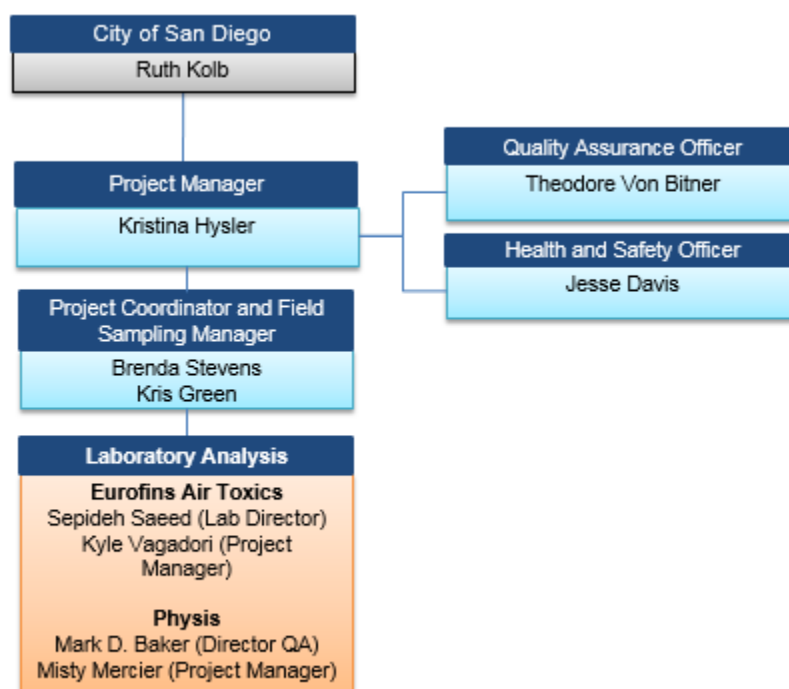 City of San Diego
Ruth Kolb
Project Manager
Kristina Hysler
Quality Assurance Officer
Theodore Von Bitner
Health and Safety Officer
Jesse Davis
Project Coordinator and Field
Sampling Manager
Brenda Stevens
Kris Green
Laboratory Analysis
Eurofins Air Toxics
Sepideh Saeed (Lab Director)
Kyle Vagadori (Project
Manager)
Physis
Mark D. Baker (Director QA)
Misty Mercier (Project Manager)